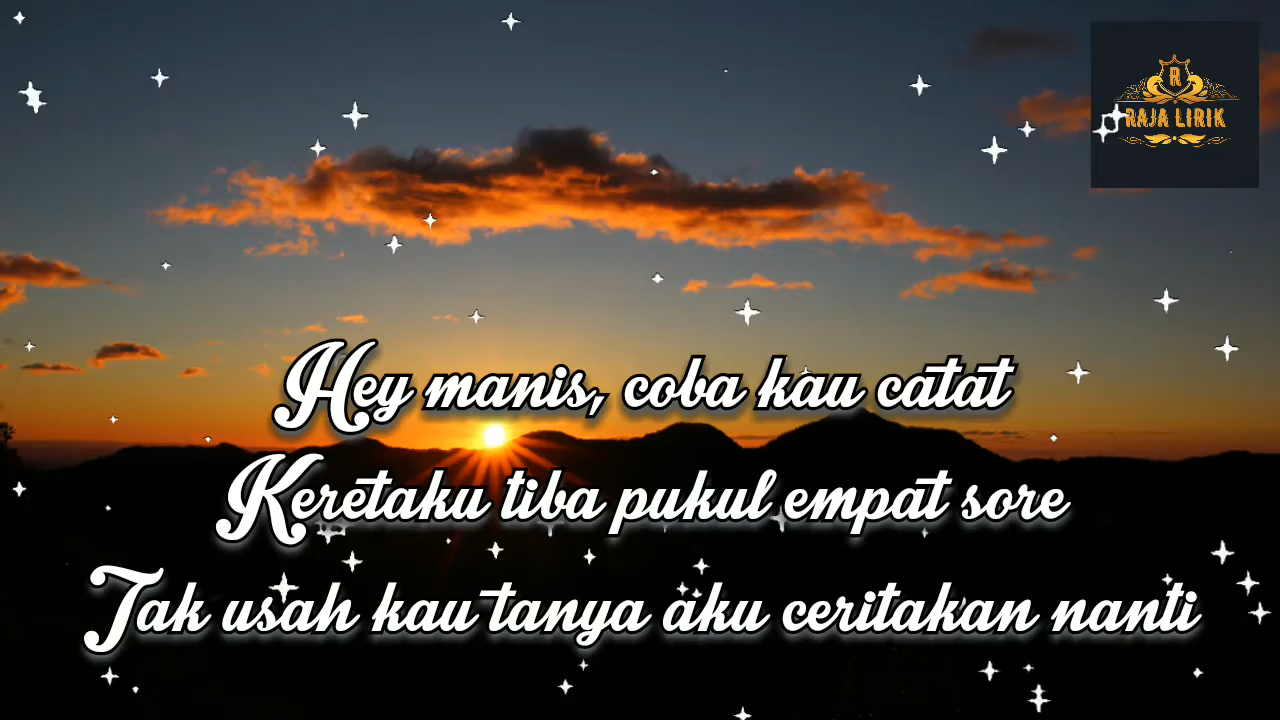 R
RAJA LIRIK
Hey manis, coba kau catat
Keretaku tiba pukul empat sore
Tak usah kau tanya aku ceritakan nanti